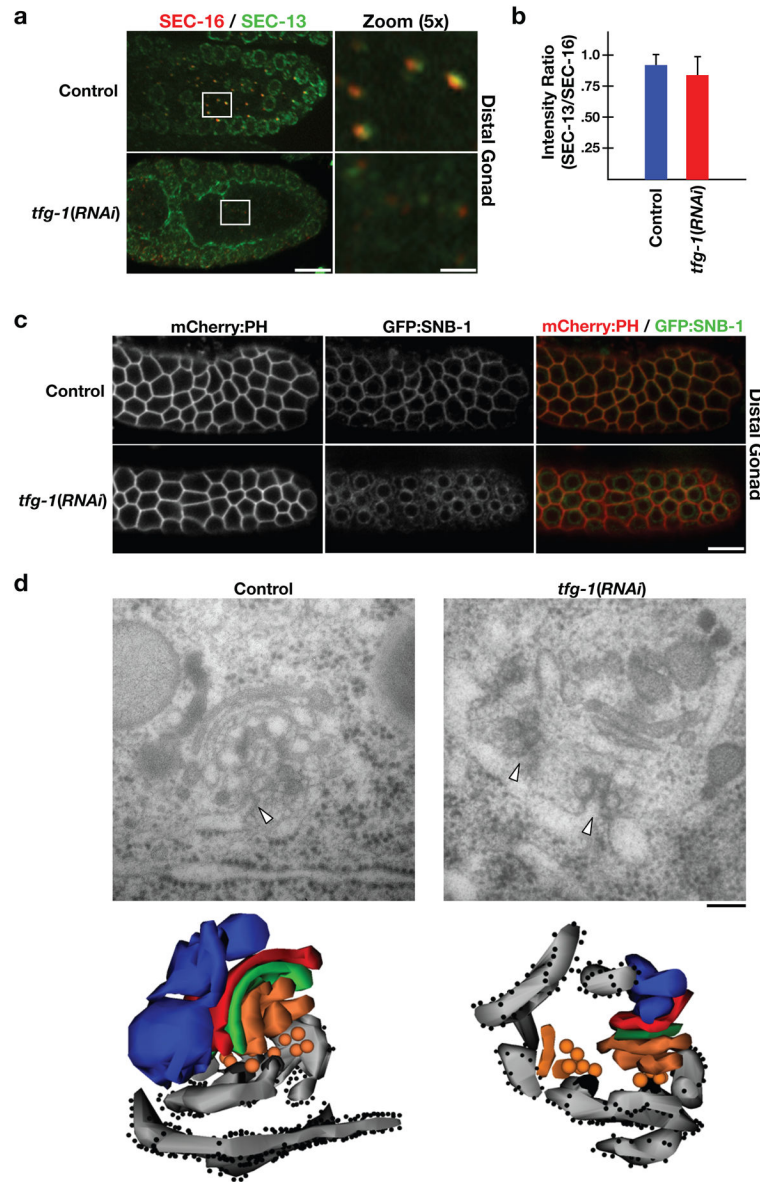 a
SEC-16 / SEC-13
Zoom (5x)
Control
tfg-1(RNAi)
Distal Gonad
b
Intensity Ratio
(SEC-13/SEC-16)
1.0
.75
.50
.25
Control
tfg-1(RNAi)
c
mCherry:PH
GFP:SNB-1
mCherry:PH / GFP:SNB-1
Control
tfg-1(RNAi)
Distal Gonad
d
Control
tfg-1(RNAi)